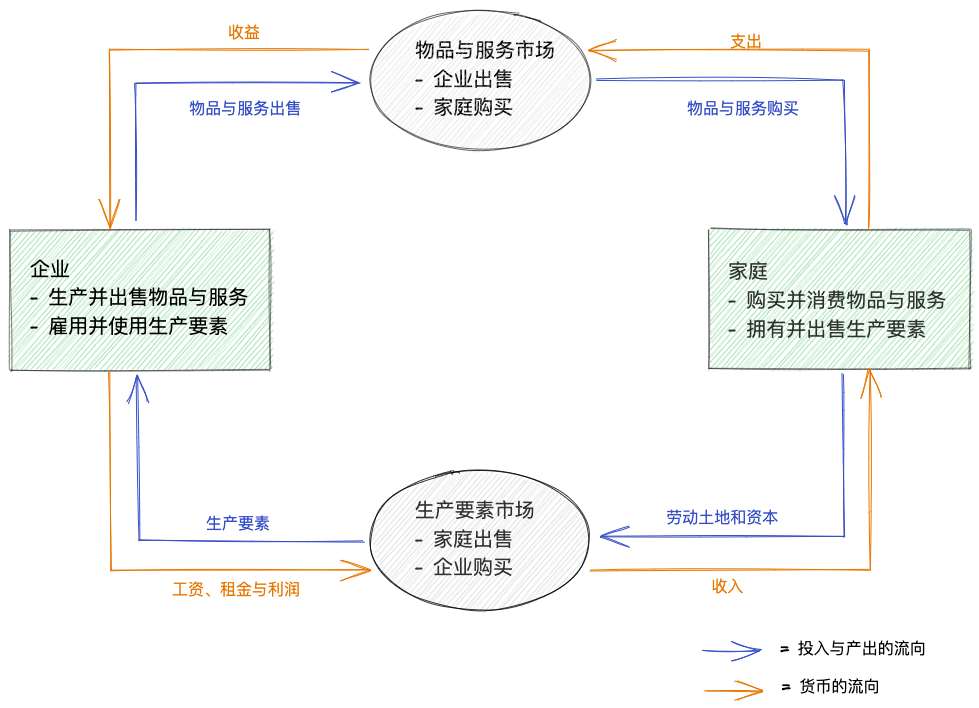 收益
物品与服务市场
- 企业出售
- 家庭购买
支出
物品与服务出售
物品与服务购买
企业
- 生产并出售物品与服务
- 雇用并使用生产要素
家庭
- 购买并消费物品与服务
- 拥有并出售生产要素
生产要素市场
- 家庭出售
- 企业购买
生产要素
劳动土地和资本
工资、租金与利润
收入
= 投入与产出的流向
= 货币的流向